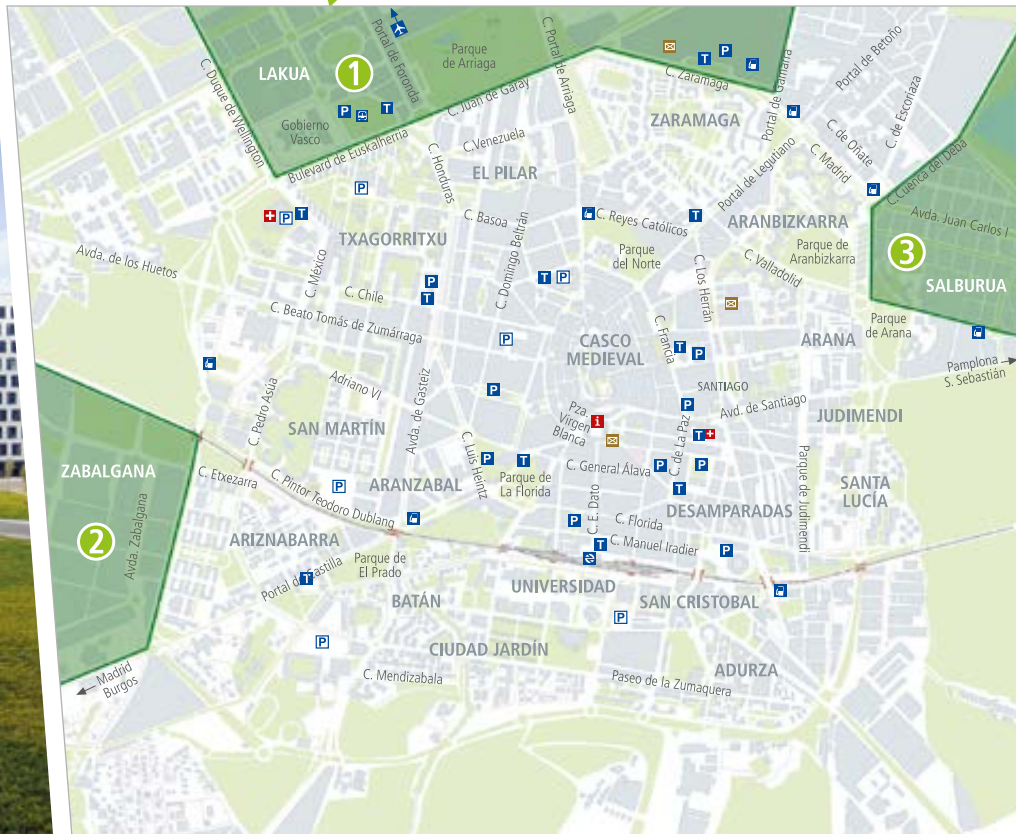 LAKUA
1
Portal de Foronda
Parque
de Arriaga
C. Portal de Arriaga
C. Duque de Wellington
P
T
Gobierno
Vasco
C. Juan de Garay
Bulevard de Euskalherria
T
P
C. Zaramaga
Portal de Gamarra
Portal de Betoño
ZARAMAGA
C. de Escoriaza
C. de Oñate
C. Madrid
Portal de Legutiano
C. Cuenca del Deba
Avda. Juan Carlos I
3
SALBURUA
C. Venezuela
EL PILAR
C. Honduras
P
P
T
TXAGORRITXU
C. Basoa
C. Domingo Beltrán
C. Reyes Católicos
T
ARANBIZKARRA
Parque de
Aranbizkarra
Parque
del Norte
C. Valladolid
C. Los Herrán
Avda. de los Huetos
C. México
C. Chile
P
T
T
P
C. Beato Tomás de Zumárraga
Parque
de Arana
ARANA
Pamplona
S. Sebastián
CASCO
MEDIEVAL
C. Francia
T
P
P
SANTIAGO
Avd. de Santiago
JUDIMENDI
Adriano VI
P
P
C. Pedro Asúa
SAN MARTÍN
Avda. de Gasteiz
Pza.
Virgen
Blanca
i
T
C. de La Paz
ZABALGANA
2
Avda. Zabalgana
C. Etxezarra
C. Pintor Teodoro Dublang
P
ARANZABAL
C. Luis Heintz
P
T
Parque de
La Florida
C. General Álava
P
P
T
Parque de Judimendi
SANTA
LUCÍA
DESAMPARADAS
C. E. Dato
P
C. Florida
C. Manuel Iradier
T
P
ARIZNABARRA
Parque de
El Prado
Portal de Castilla
T
BATÁN
UNIVERSIDAD
SAN CRISTOBAL
P
P
CIUDAD JARDÍN
C. Mendizabala
Paseo de la Zumaquera
ADURZA
Madrid
Burgos